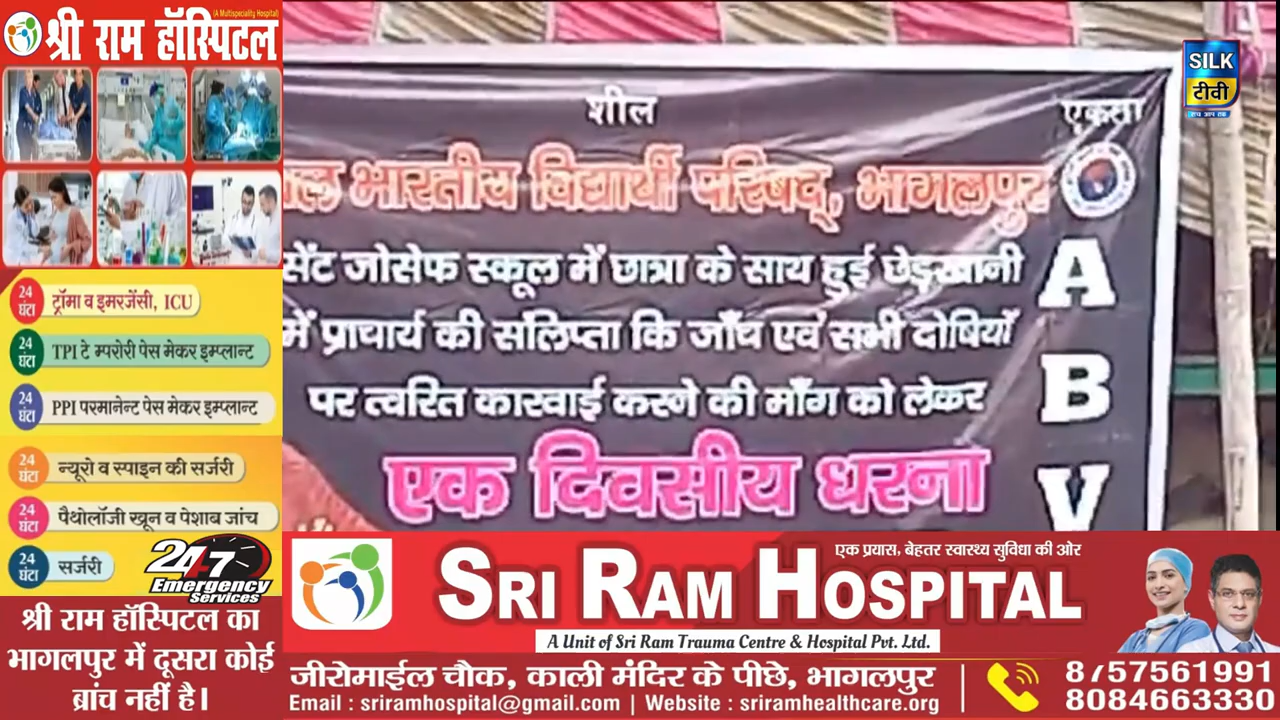 (A Multispeciality Hospital)
श्री राम हॉस्पिटल
24 घंटा
ट्रॉमा व इमरजेंसी, ICU
24 घंटा
TPI टे म्परोरी पेस मेकर इम्प्लान्ट
24 घंटा
PPI परमानेन्ट पेस मेकर इम्प्लान्ट
24 घंटा
न्यूरो व स्पाइन की सर्जरी
24 घंटा
पैथोलॉजी खून व पेशाब जांच
24 घंटा
सर्जरी
24 7
Emergency
Services
श्री राम हॉस्पिटल का
भागलपुर में दूसरा कोई
ब्रांच नहीं है।
शील
एकता
भारतीय विद्यार्थी परिषद्, भागलपुर
सेंट जोसेफ स्कूल में छात्रा के साथ हुई छेड़खानी
में प्राचार्य की संलिप्ता कि जाँच एवं सभी दोषियों
पर त्वरित कारवाई करने की माँग को लेकर
एक दिवसीय धरना
A
B
V
SILK
टीवी
एक प्रयास, बेहतर स्वास्थ्य सुविधा की ओर
SRI RAM HOSPITAL
A Unit of Sri Ram Trauma Centre & Hospital Pvt. Ltd.
जीरोमाईल चौक, काली मंदिर के पीछे, भागलपुर
Email : sriramhospital@gmail.com | Website : sriramhealthcare.org
8757561991
8084663330